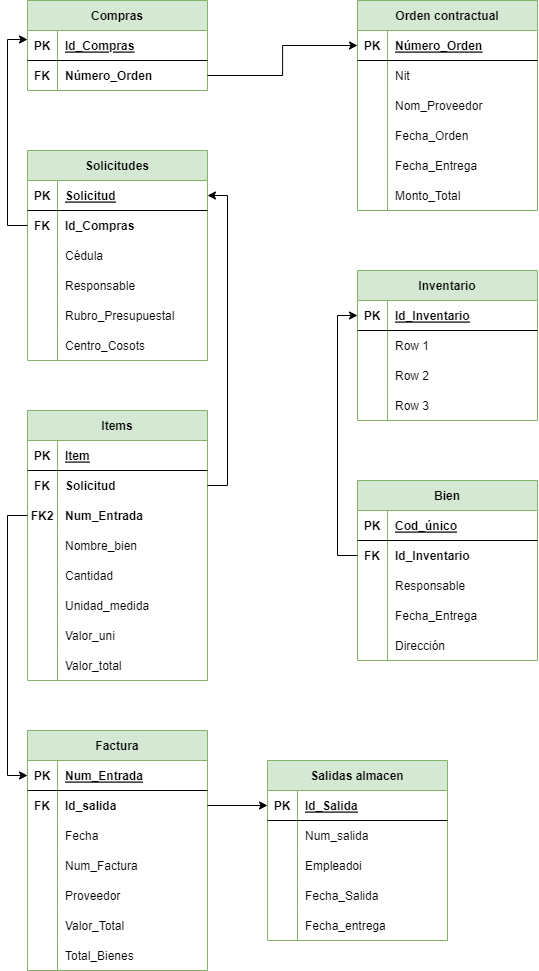 Compras
PK Id_Compras
FK Número_Orden
Orden contractual
PK Número_Orden
Nit
Nom_Proveedor
Fecha_Orden
Fecha_Entrega
Monto_Total
Solicitudes
PK Solicitud
FK Id_Compras
Cédula
Responsable
Rubro_Presupuestal
Centro_Cosots
Inventario
PK Id_Inventario
Row 1
Row 2
Row 3
Items
PK Item
FK Solicitud
FK2 Num_Entrada
Nombre_bien
Cantidad
Unidad_medida
Valor_uni
Valor_total
Bien
PK Cod_único
FK Id_Inventario
Responsable
Fecha_Entrega
Dirección
Factura
PK Num_Entrada
FK Id_salida
Fecha
Num_Factura
Proveedor
Valor_Total
Total_Bienes
Salidas almacen
PK Id_Salida
Num_salida
Empleadoi
Fecha_Salida
Fecha_entrega